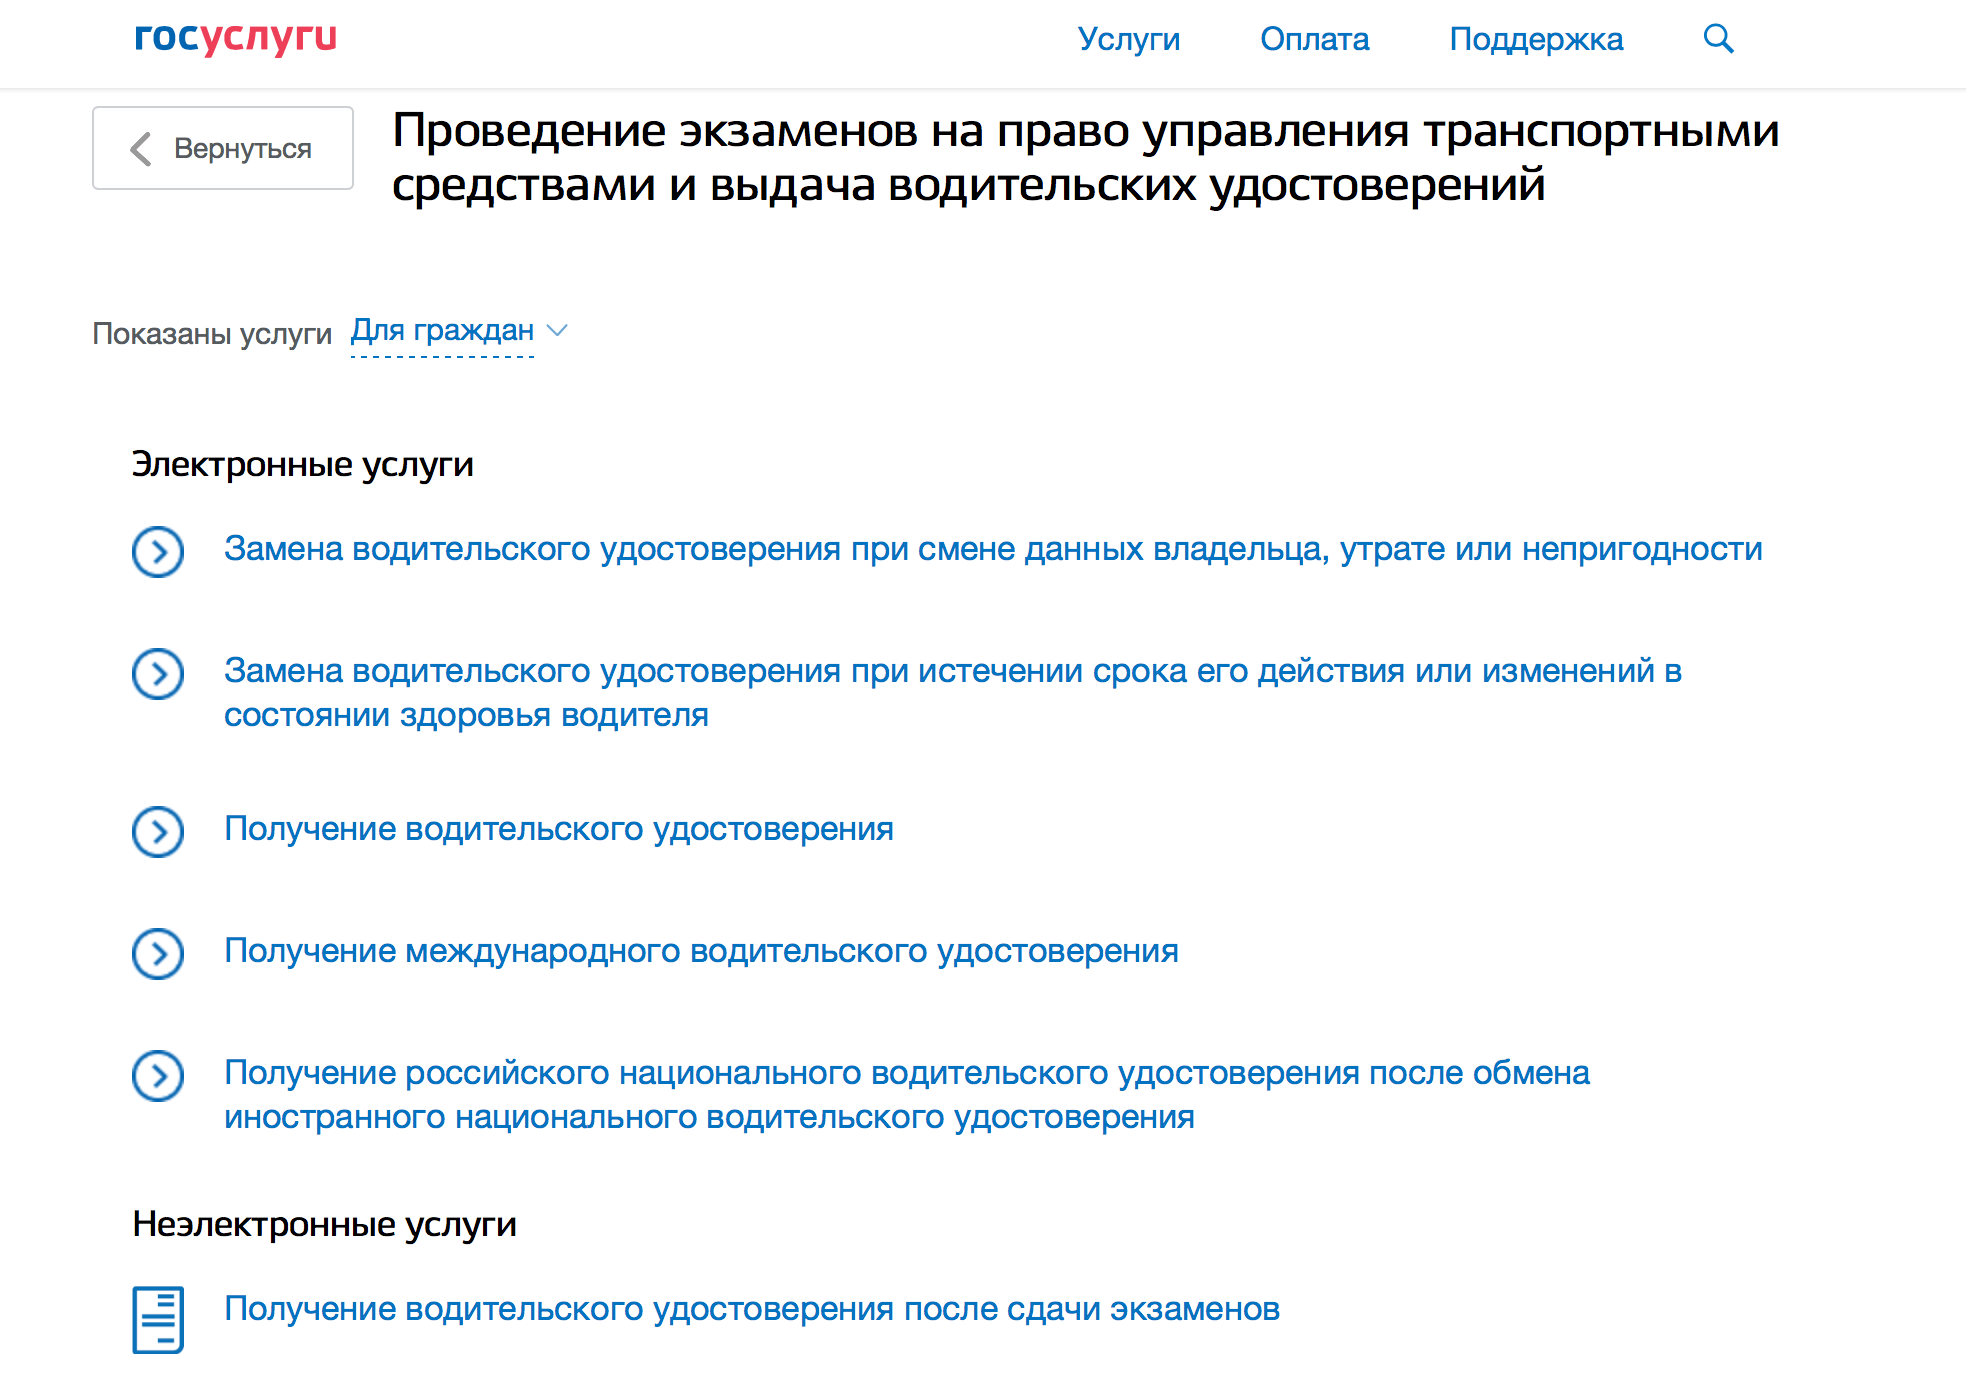 госуслуги
Услуги Оплата Поддержка
Вернуться
Проведение экзаменов на право управления транспортными
средствами и выдача водительских удостоверений
Показаны услуги Для граждан
Электронные услуги
Замена водительского удостоверения при смене данных владельца, утрате или непригодности
Замена водительского удостоверения при истечении срока его действия или изменений в
состоянии здоровья водителя
Получение водительского удостоверения
Получение международного водительского удостоверения
Получение российского национального водительского удостоверения после обмена
иностранного национального водительского удостоверения
Неэлектронные услуги
Получение водительского удостоверения после сдачи экзаменов